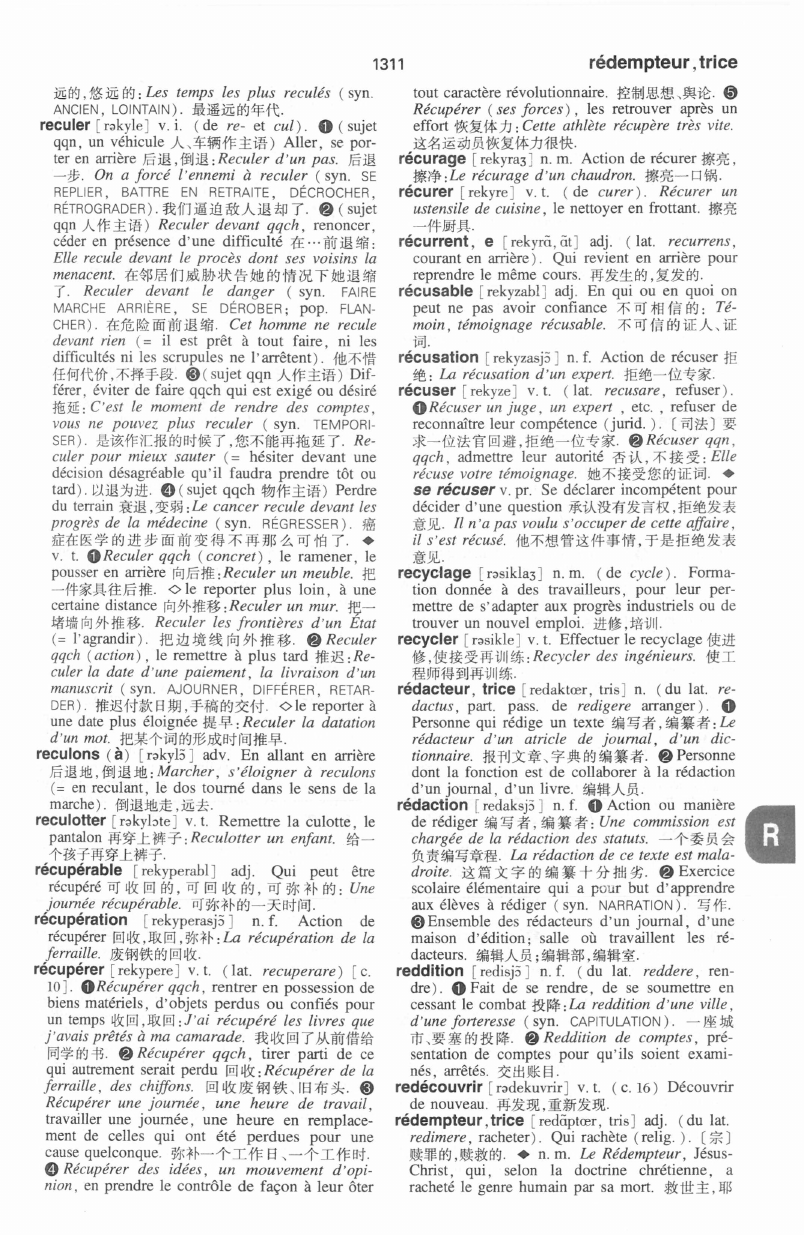 1311
rédempteur, trice
远的,悠远的:Les temps les plus reculés (syn.
ANCIEN, LOINTAIN). 最遥远的年代.
reculer [rəkyle] v. i. (de re- et cul). ❶ (sujet
qqn, un véhicule 人、车辆作主语) Aller, se por-
ter en arrière 后退,倒退:Reculer d'un pas. 后退
一步. On a forcé l'ennemi à reculer (syn. SE
REPLIER, BATTRE EN RETRAITE, DÉCROCHER,
RÉTROGRADER). 我们逼迫敌人退却了. ❷ (sujet
qqn 人作主语) Reculer devant qqch, renoncer,
céder en présence d'une difficulté 在…前退缩:
Elle recule devant le procès dont ses voisins la
menacent. 在邻居们威胁状告她的情况下她退缩
了. Reculer devant le danger (syn. FAIRE
MARCHE ARRIÈRE, SE DÉROBER; pop. FLAN-
CHER). 在危险面前退缩. Cet homme ne recule
devant rien (= il est prêt à tout faire, ni les
difficultés ni les scrupules ne l'arrêtent). 他不惜
任何代价,不择手段. ❸(sujet qqn 人作主语) Dif-
férer, éviter de faire qqch qui est exigé ou désiré
拖延:C'est le moment de rendre des comptes,
vous ne pouvez plus reculer (syn. TEMPORI-
SER). 是该作汇报的时候了,您不能再拖延了. Re-
culer pour mieux sauter (= hésiter devant une
décision désagréable qu'il faudra prendre tôt ou
tard). 以退为进. ❹(sujet qqch 物作主语) Perdre
du terrain 衰退,变弱:Le cancer recule devant les
progrès de la médecine (syn. RÉGRESSER). 癌
症在医学的进步面前变得不再那么可怕了. ◆
v. t. ❶Reculer qqch (concret), le ramener, le
pousser en arrière 向后推:Reculer un meuble. 把
一件家具往后推. ◇le reporter plus loin, à une
certaine distance 向外推移:Reculer un mur. 把一
堵墙向外推移. Reculer les frontières d'un État
(= l'agrandir). 把边境线向外推移. ❷ Reculer
qqch (action), le remettre à plus tard 推迟:Re-
culer la date d'une paiement, la livraison d'un
manuscrit (syn. AJOURNER, DIFFÉRER, RETAR-
DER). 推迟付款日期,手稿的交付. ◇le reporter à
une date plus éloignée 提早:Reculer la datation
d'un mot. 把某个词的形成时间推早.
reculons (à) [rəkylɔ̃] adv. En allant en arrière
后退地,倒退地:Marcher, s'éloigner à reculons
(= en reculant, le dos tourné dans le sens de la
marche). 倒退地走,远去.
reculotter [rəkylɔte] v. t. Remettre la culotte, le
pantalon 再穿上裤子:Reculotter un enfant. 给一
个孩子再穿上裤子.
récupérable [rekyperabl] adj. Qui peut être
récupéré 可收回的,可回收的,可弥补的: Une
journée récupérable. 可弥补的一天时间.
récupération [rekyperasjɔ̃] n. f. Action de
récupérer 回收,取回,弥补:La récupération de la
ferraille. 废钢铁的回收.
récupérer [rekypere] v. t. (lat. recuperare) [c.
10]. ❶Récupérer qqch, rentrer en possession de
biens matériels, d'objets perdus ou confiés pour
un temps 收回,取回:J'ai récupéré les livres que
j'avais prêtés à ma camarade. 我收回了从前借给
同学的书. ❷ Récupérer qqch, tirer parti de ce
qui autrement serait perdu 回收:Récupérer de la
ferraille, des chiffons. 回收废钢铁、旧布头. ❸
Récupérer une journée, une heure de travail,
travailler une journée, une heure en remplace-
ment de celles qui ont été perdues pour une
cause quelconque. 弥补一个工作日、一个工作时.
❹ Récupérer des idées, un mouvement d'opi-
nion, en prendre le contrôle de façon à leur ôter
tout caractère révolutionnaire. 控制思想、舆论. ❺
Récupérer (ses forces), les retrouver après un
effort 恢复体力:Cette athlète récupère très vite.
这名运动员恢复体力很快.
récurage [rekyraʒ] n. m. Action de récurer 擦亮,
擦净:Le récurage d'un chaudron. 擦亮一口锅.
récurer [rekyre] v. t. (de curer). Récurer un
ustensile de cuisine, le nettoyer en frottant. 擦亮
一件厨具.
récurrent, e [rekyrɑ̃, ɑ̃t] adj. (lat. recurrens,
courant en arrière). Qui revient en arrière pour
reprendre le même cours. 再发生的,复发的.
récusable [rekyzabl] adj. En qui ou en quoi on
peut ne pas avoir confiance 不可相信的: Té-
moin, témoignage récusable. 不可信的证人、证
词.
récusation [rekyzasjɔ̃] n. f. Action de récuser 拒
绝: La récusation d'un expert. 拒绝一位专家.
récuser [rekyze] v. t. (lat. recusare, refuser).
❶Récuser un juge, un expert , etc. , refuser de
reconnaître leur compétence (jurid. ). 〔司法〕要
求一位法官回避,拒绝一位专家. ❷Récuser qqn,
qqch, admettre leur autorité 否认,不接受:Elle
récuse votre témoignage. 她不接受您的证词. ◆
se récuser v. pr. Se déclarer incompétent pour
décider d'une question 承认没有发言权,拒绝发表
意见. Il n'a pas voulu s'occuper de cette affaire,
il s'est récusé. 他不想管这件事情,于是拒绝发表
意见.
recyclage [rəsiklaʒ] n. m. (de cycle). Forma-
tion donnée à des travailleurs, pour leur per-
mettre de s'adapter aux progrès industriels ou de
trouver un nouvel emploi. 进修,培训.
recycler [rəsikle] v. t. Effectuer le recyclage 使进
修,使接受再训练:Recycler des ingénieurs. 使工
程师得到再训练.
rédacteur, trice [redaktœr, tris] n. (du lat. re-
dactus, part. pass. de redigere arranger). ❶
Personne qui rédige un texte 编写者,编纂者:Le
rédacteur d'un atricle de journal, d'un dic-
tionnaire. 报刊文章、字典的编纂者. ❷Personne
dont la fonction est de collaborer à la rédaction
d'un journal, d'un livre. 编辑人员.
rédaction [redaksjɔ̃] n. f. ❶ Action ou manière
de rédiger 编写者,编纂者: Une commission est
chargée de la rédaction des statuts. 一个委员会
负责编写章程. La rédaction de ce texte est mala-
droite. 这篇文字的编纂十分拙劣. ❷ Exercice
scolaire élémentaire qui a pour but d'apprendre
aux élèves à rédiger (syn. NARRATION). 写作.
❸Ensemble des rédacteurs d'un journal, d'une
maison d'édition; salle où travaillent les ré-
dacteurs. 编辑人员;编辑部,编辑室.
reddition [redisjɔ̃] n. f. (du lat. reddere, ren-
dre). ❶ Fait de se rendre, de se soumettre en
cessant le combat 投降:La reddition d'une ville,
d'une forteresse (syn. CAPITULATION). 一座城
市、要塞的投降. ❷ Reddition de comptes, pré-
sentation de comptes pour qu'ils soient exami-
nés, arrêtés. 交出账目.
redécouvrir [rədekuvrir] v. t. (c. 16) Découvrir
de nouveau. 再发现,重新发现.
rédempteur, trice [redɑ̃ptœr, tris] adj. (du lat.
redimere, racheter). Qui rachète (relig. ). 〔宗〕
赎罪的,赎救的. ◆ n. m. Le Rédempteur, Jésus-
Christ, qui, selon la doctrine chrétienne, a
racheté le genre humain par sa mort. 救世主,耶
R